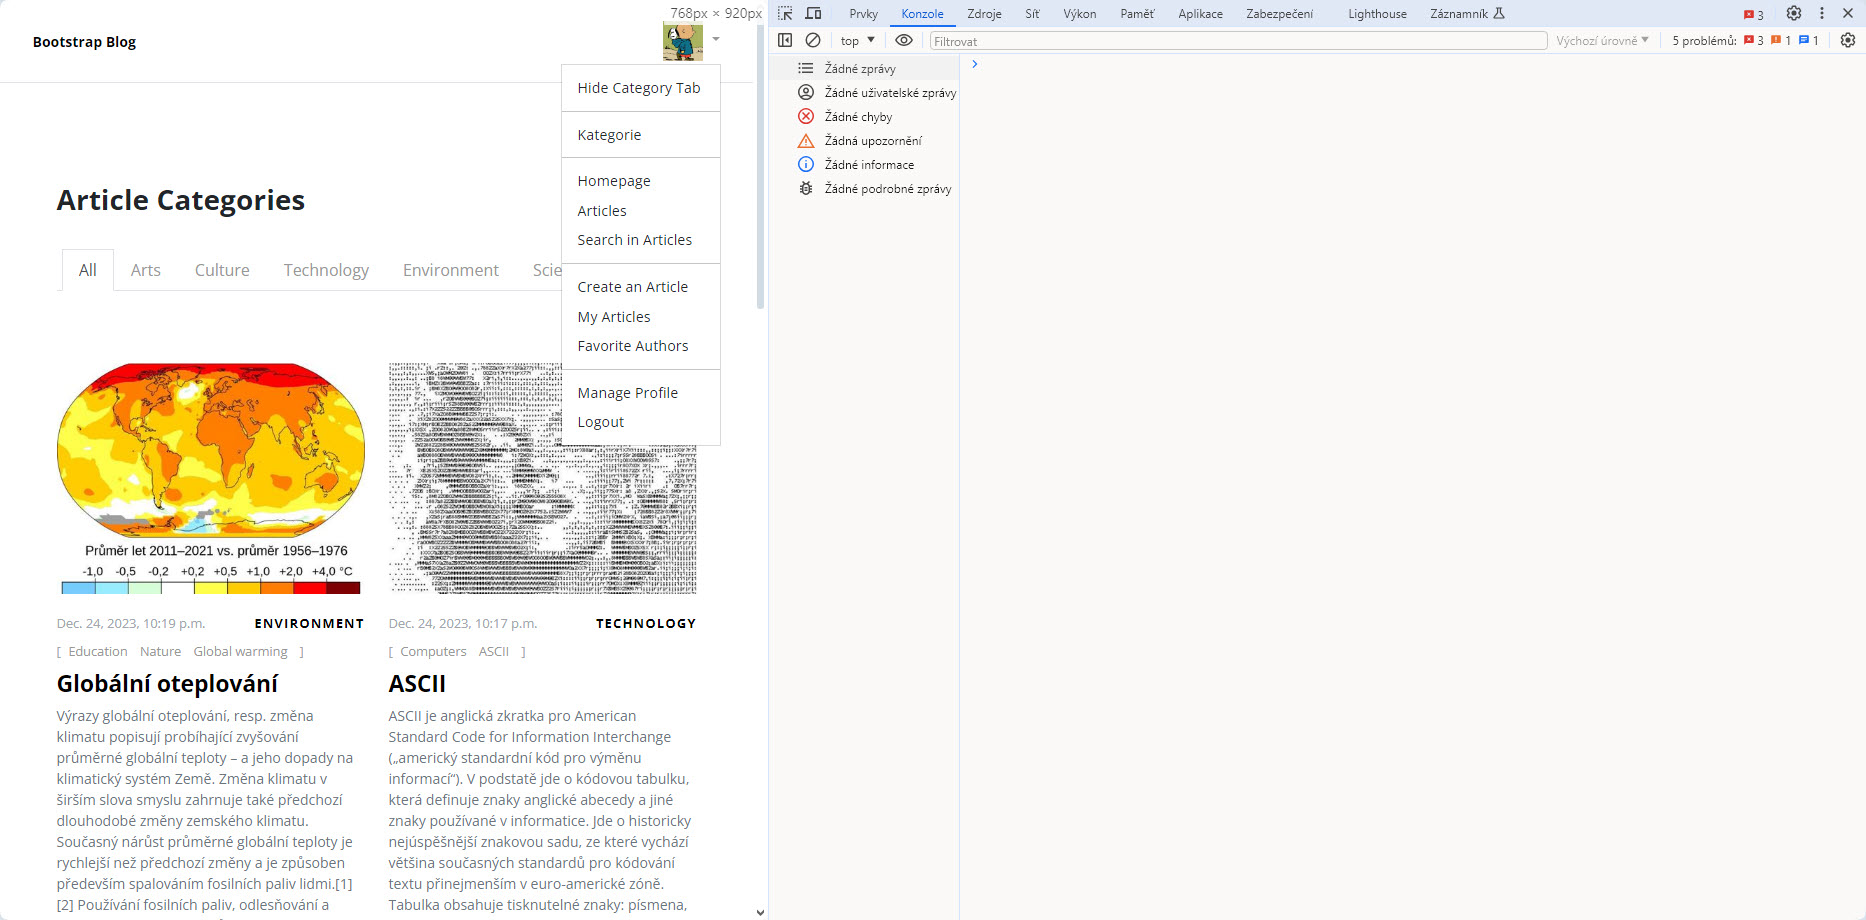 768px × 920px
Bootstrap Blog
Hide Category Tab
Kategorie
Homepage
Articles
Search in Articles
Create an Article
My Articles
Favorite Authors
Manage Profile
Logout
Article Categories
All Arts Culture Technology Environment Scie
Průměr let 2011–2021 vs. průměr 1956–1976
-1,0 -0,5 -0,2 +0,2 +0,5 +1,0 +2,0 +4,0 °C
Dec. 24, 2023, 10:19 p.m. ENVIRONMENT
[ Education Nature Global warming ]
Globální oteplování
Výrazy globální oteplování, resp. změna
klimatu popisují probíhající zvyšování
průměrné globální teploty – a jeho dopady na
klimatický systém Země. Změna klimatu v
širším slova smyslu zahrnuje také předchozí
dlouhodobé změny zemského klimatu.
Současný nárůst průměrné globální teploty je
rychlejší než předchozí změny a je způsoben
především spalováním fosilních paliv lidmi.[1]
[2] Používání fosilních paliv, odlesňování a
Dec. 24, 2023, 10:17 p.m. TECHNOLOGY
[ Computers ASCII ]
ASCII
ASCII je anglická zkratka pro American
Standard Code for Information Interchange
(„americký standardní kód pro výměnu
informací“). V podstatě jde o kódovou tabulku,
která definuje znaky anglické abecedy a jiné
znaky používané v informatice. Jde o historicky
nejúspěšnější znakovou sadu, ze které vychází
většina současných standardů pro kódování
textu přinejmenším v euro-americké zóně.
Tabulka obsahuje tisknutelné znaky: písmena,
Prvky Konzole Zdroje Síť Výkon Paměť Aplikace Zabezpečení Lighthouse Záznamník 3
top Filtrovat Výchozí úrovně 5 problémů: 3 1 1
Žádné zprávy
Žádné uživatelské zprávy
Žádné chyby
Žádná upozornění
Žádné informace
Žádné podrobné zprávy